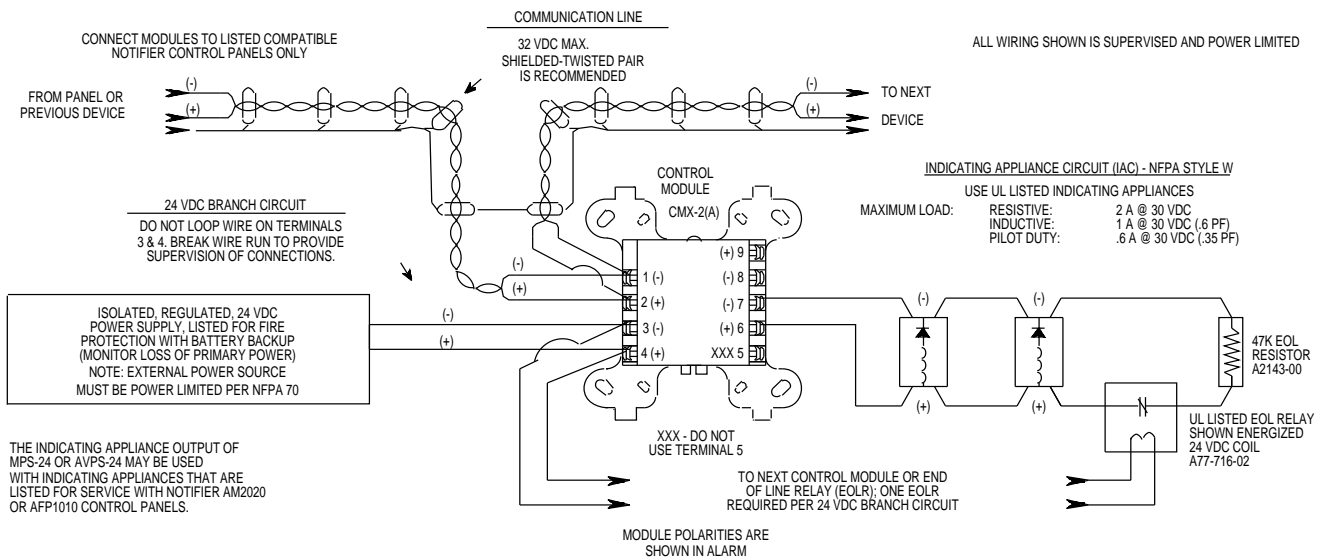 COMMUNICATION LINE
32 VDC MAX.
SHIELDED-TWISTED PAIR
IS RECOMMENDED
CONNECT MODULES TO LISTED COMPATIBLE
NOTIFIER CONTROL PANELS ONLY
ALL WIRING SHOWN IS SUPERVISED AND POWER LIMITED
FROM PANEL OR
PREVIOUS DEVICE
(-)
(+)
(-)
(+)
TO NEXT
DEVICE
INDICATING APPLIANCE CIRCUIT (IAC) - NFPA STYLE W
USE UL LISTED INDICATING APPLIANCES
MAXIMUM LOAD: RESISTIVE: 2 A @ 30 VDC
INDUCTIVE: 1 A @ 30 VDC (.6 PF)
PILOT DUTY: .6 A @ 30 VDC (.35 PF)
CONTROL
MODULE
CMX-2(A)
24 VDC BRANCH CIRCUIT
DO NOT LOOP WIRE ON TERMINALS
3 & 4. BREAK WIRE RUN TO PROVIDE
SUPERVISION OF CONNECTIONS.
(-)
(+)
1 (-)
2 (+)
3 (-)
4 (+)
(+) 9
(-) 8
(-) 7
(+) 6
XXX 5
ISOLATED, REGULATED, 24 VDC
POWER SUPPLY, LISTED FOR FIRE
PROTECTION WITH BATTERY BACKUP
(MONITOR LOSS OF PRIMARY POWER)
NOTE: EXTERNAL POWER SOURCE
MUST BE POWER LIMITED PER NFPA 70
(-)
(+)
(-)
(-)
(+)
(+)
47K EOL
RESISTOR
A2143-00
UL LISTED EOL RELAY
SHOWN ENERGIZED
24 VDC COIL
A77-716-02
XXX - DO NOT
USE TERMINAL 5
THE INDICATING APPLIANCE OUTPUT OF
MPS-24 OR AVPS-24 MAY BE USED
WITH INDICATING APPLIANCES THAT ARE
LISTED FOR SERVICE WITH NOTIFIER AM2020
OR AFP1010 CONTROL PANELS.
TO NEXT CONTROL MODULE OR END
OF LINE RELAY (EOLR); ONE EOLR
REQUIRED PER 24 VDC BRANCH CIRCUIT
MODULE POLARITIES ARE
SHOWN IN ALARM